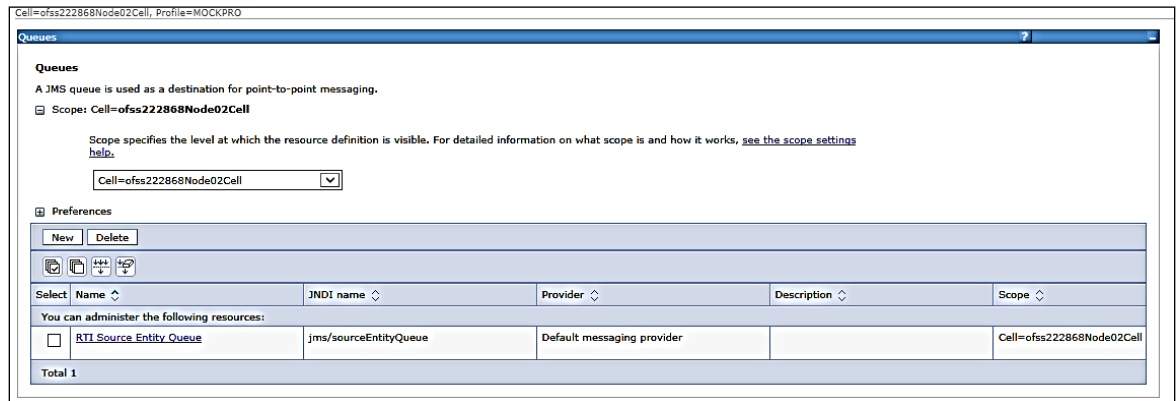 Cell=ofss222868Node02Cell, Profile=MOCKPRO
Queues ? -
Queues
A JMS queue is used as a destination for point-to-point messaging.
Scope: Cell=ofss222868Node02Cell
Scope specifies the level at which the resource definition is visible. For detailed information on what scope is and how it works, see the scope settings
help.
Cell=ofss222868Node02Cell
Preferences
New Delete
Select Name JNDI name Provider Description Scope
You can administer the following resources:
RTI Source Entity Queue jms/sourceEntityQueue Default messaging provider Cell=ofss222868Node02Cell
Total 1